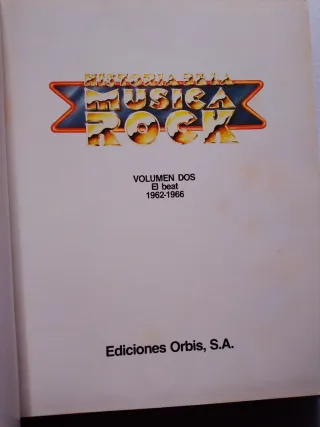 HISTORIA DE LA
MUSICA
ROCK
VOLUMEN DOS
El beat
1962-1966
Ediciones Orbis, S.A.